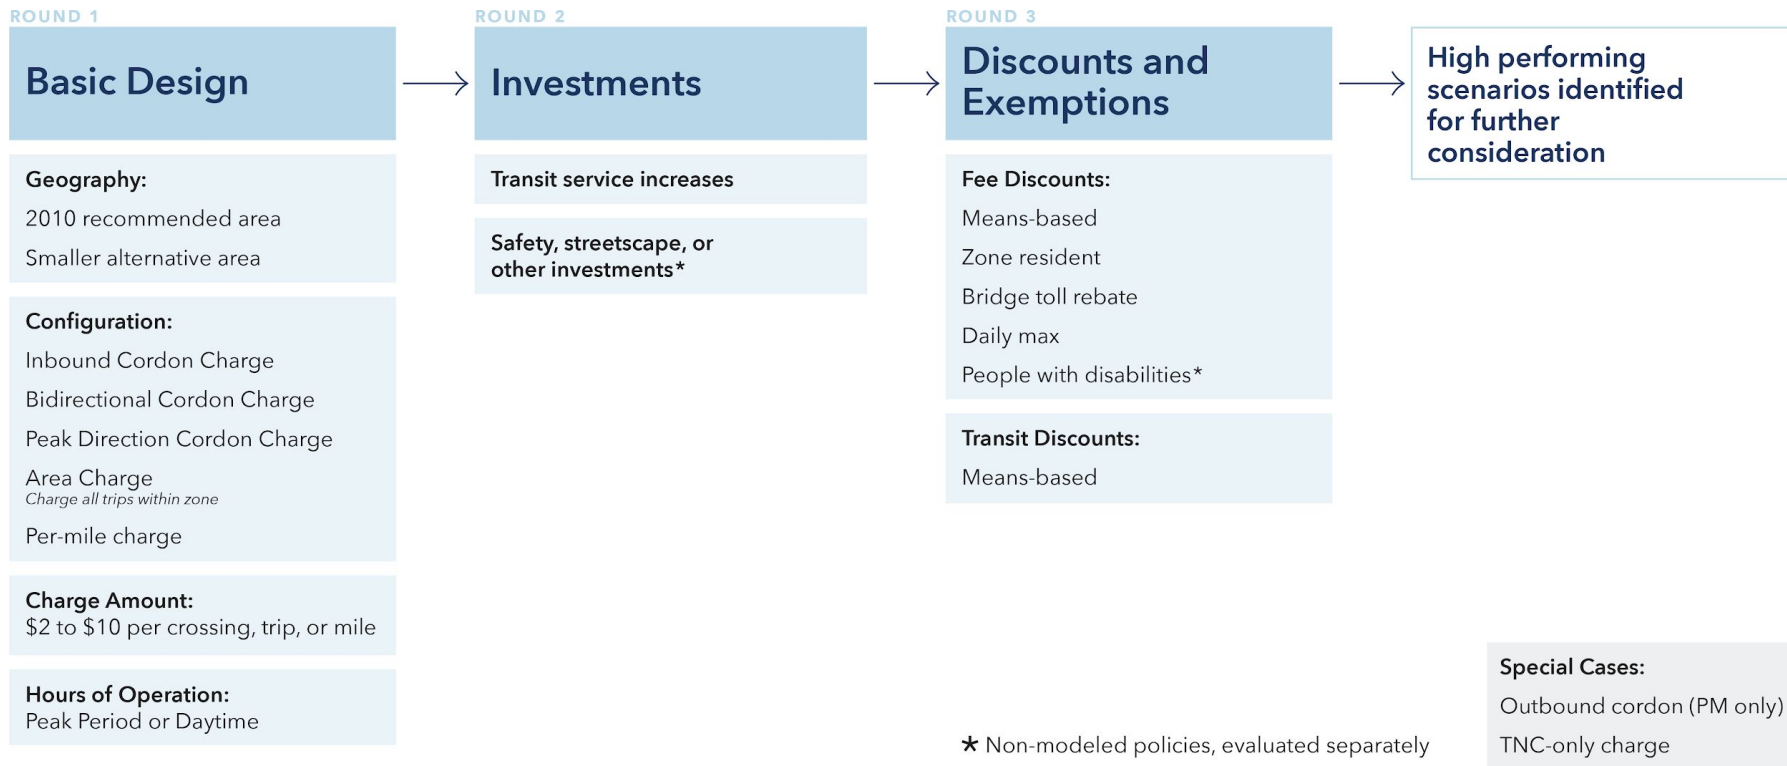 ROUND 1
Basic Design
Geography:
2010 recommended area
Smaller alternative area
Configuration:
Inbound Cordon Charge
Bidirectional Cordon Charge
Peak Direction Cordon Charge
Area Charge
Charge all trips within zone
Per-mile charge
Charge Amount:
$2 to $10 per crossing, trip, or mile
Hours of Operation:
Peak Period or Daytime
ROUND 2
Investments
Transit service increases
Safety, streetscape, or
other investments*
ROUND 3
Discounts and
Exemptions
Fee Discounts:
Means-based
Zone resident
Bridge toll rebate
Daily max
People with disabilities*
Transit Discounts:
Means-based
High performing
scenarios identified
for further
consideration
* Non-modeled policies, evaluated separately
Special Cases:
Outbound cordon (PM only)
TNC-only charge